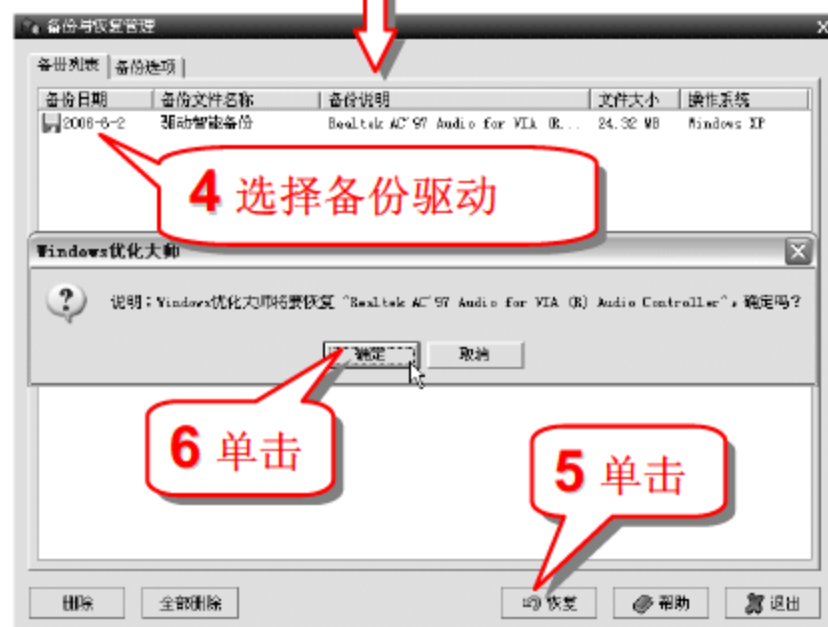 备份与恢复管理
备份列表 备份选项
备份日期 备份文件名称 备份说明 文件大小 操作系统
2006-6-2 驱动智能备份 Realtek AC'97 Audio for VIA (R... 24.32 MB Windows XP
4 选择备份驱动
Windows优化大师
说明：Windows优化大师将要恢复 "Realtek AC'97 Audio for VIA (R) Audio Controller"，确定吗？
确定 取消
6 单击
5 单击
删除 全部删除 恢复 帮助 退出